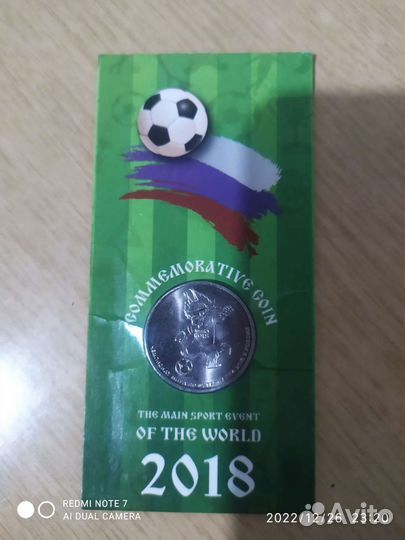 COMMEMORATIVE COIN
THE MAIN SPORT EVENT
OF THE WORLD
2018
REDMI NOTE 7
AI DUAL CAMERA
2022/12/26 23:20
Avito